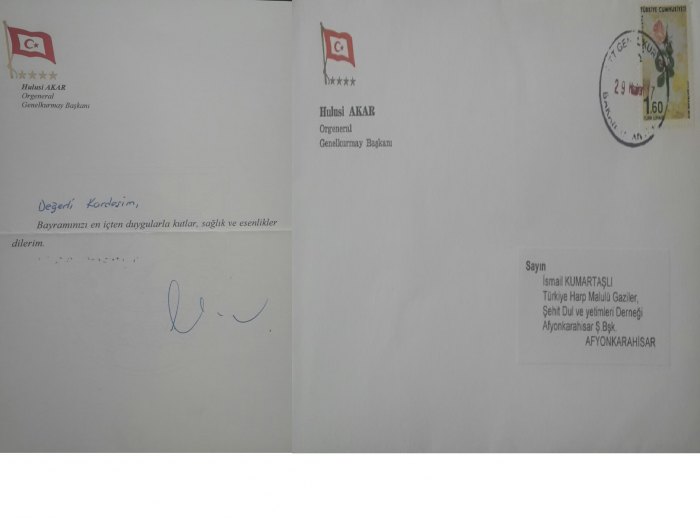 Hulusi AKAR
Orgeneral
Genelkurmay Başkanı
Değerli Kardeşim,
Bayramınızı en içten duygularla kutlar, sağlık ve esenlikler
dilerim.
Hulusi AKAR
Orgeneral
Genelkurmay Başkanı
TÜRKİYE CUMHURİYETİ
29
1.60
Sayın
İsmail KUMARTAŞLI
Türkiye Harp Malulü Gaziler,
Şehit Dul ve yetimleri Derneği
Afyonkarahisar Ş.Bşk.
AFYONKARAHİSAR